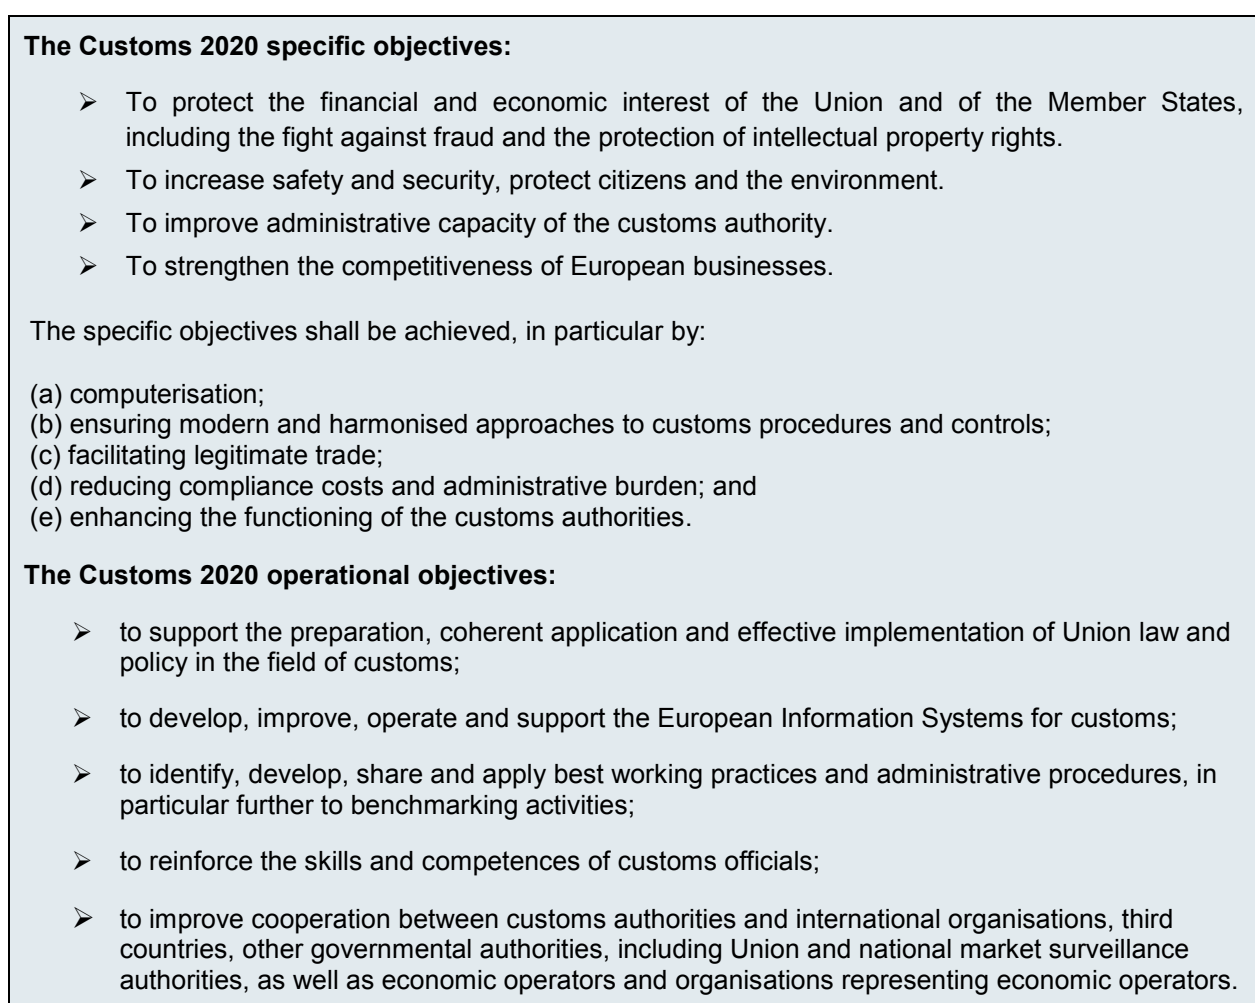 The Customs 2020 specific objectives:
➢ To protect the financial and economic interest of the Union and of the Member States,
including the fight against fraud and the protection of intellectual property rights.
➢ To increase safety and security, protect citizens and the environment.
➢ To improve administrative capacity of the customs authority.
➢ To strengthen the competitiveness of European businesses.
The specific objectives shall be achieved, in particular by:
(a) computerisation;
(b) ensuring modern and harmonised approaches to customs procedures and controls;
(c) facilitating legitimate trade;
(d) reducing compliance costs and administrative burden; and
(e) enhancing the functioning of the customs authorities.
The Customs 2020 operational objectives:
➢ to support the preparation, coherent application and effective implementation of Union law and
policy in the field of customs;
➢ to develop, improve, operate and support the European Information Systems for customs;
➢ to identify, develop, share and apply best working practices and administrative procedures, in
particular further to benchmarking activities;
➢ to reinforce the skills and competences of customs officials;
➢ to improve cooperation between customs authorities and international organisations, third
countries, other governmental authorities, including Union and national market surveillance
authorities, as well as economic operators and organisations representing economic operators.